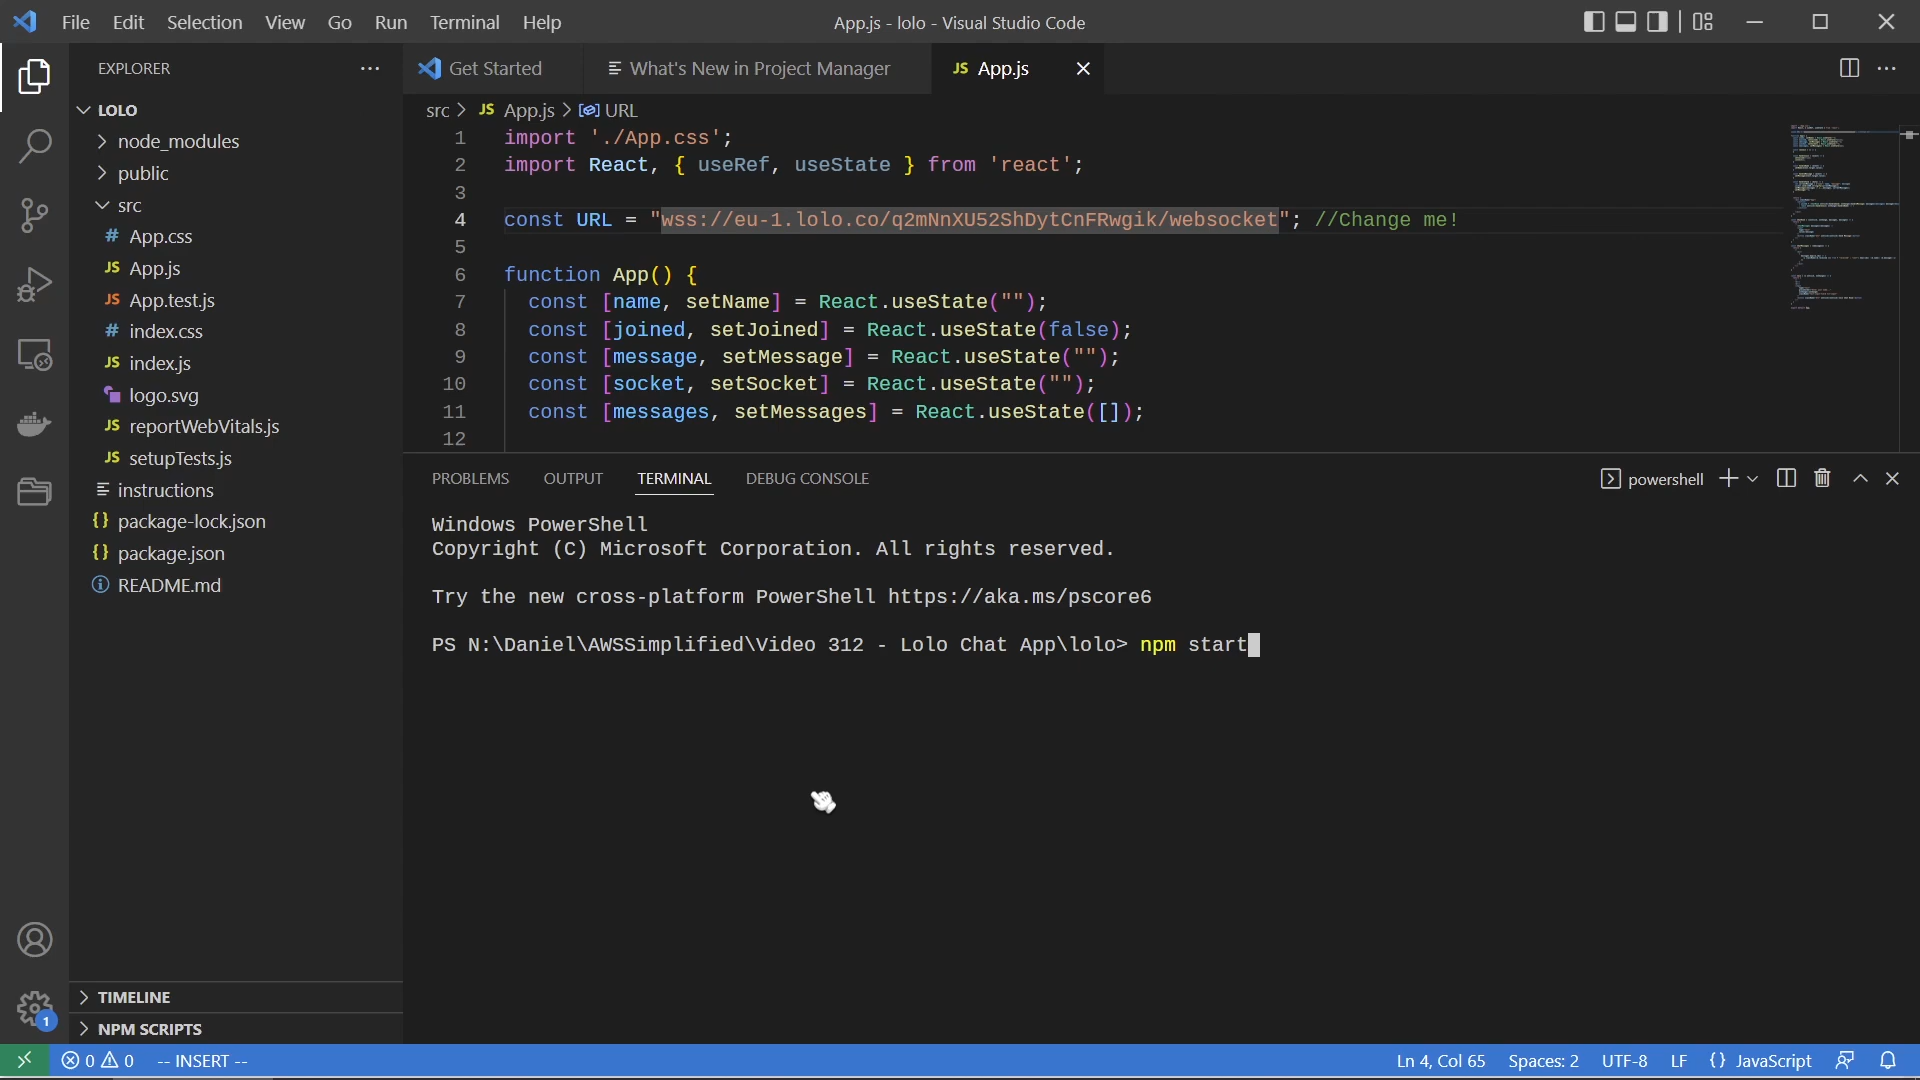 File Edit Selection View Go Run Terminal Help
App.js - lolo - Visual Studio Code
EXPLORER
LOLO
node_modules
public
src
# App.css
JS App.js
JS App.test.js
# index.css
JS index.js
logo.svg
JS reportWebVitals.js
JS setupTests.js
instructions
{} package-lock.json
{} package.json
README.md
TIMELINE
NPM SCRIPTS
1
Get Started
What's New in Project Manager
JS App.js
src > JS App.js > URL
1 import './App.css';
2 import React, { useRef, useState } from 'react';
3
4 const URL = "wss://eu-1.lolo.co/q2mNnXU52ShDytCnFRwgik/websocket"; //Change me!
5
6 function App() {
7 const [name, setName] = React.useState("");
8 const [joined, setJoined] = React.useState(false);
9 const [message, setMessage] = React.useState("");
10 const [socket, setSocket] = React.useState("");
11 const [messages, setMessages] = React.useState([]);
12
PROBLEMS OUTPUT TERMINAL DEBUG CONSOLE
powershell
Windows PowerShell
Copyright (C) Microsoft Corporation. All rights reserved.
Try the new cross-platform PowerShell https://aka.ms/pscore6
PS N:\Daniel\AWSSimplified\Video 312 - Lolo Chat App\lolo> npm start
0 0 -- INSERT --
Ln 4, Col 65 Spaces: 2 UTF-8 LF {} JavaScript